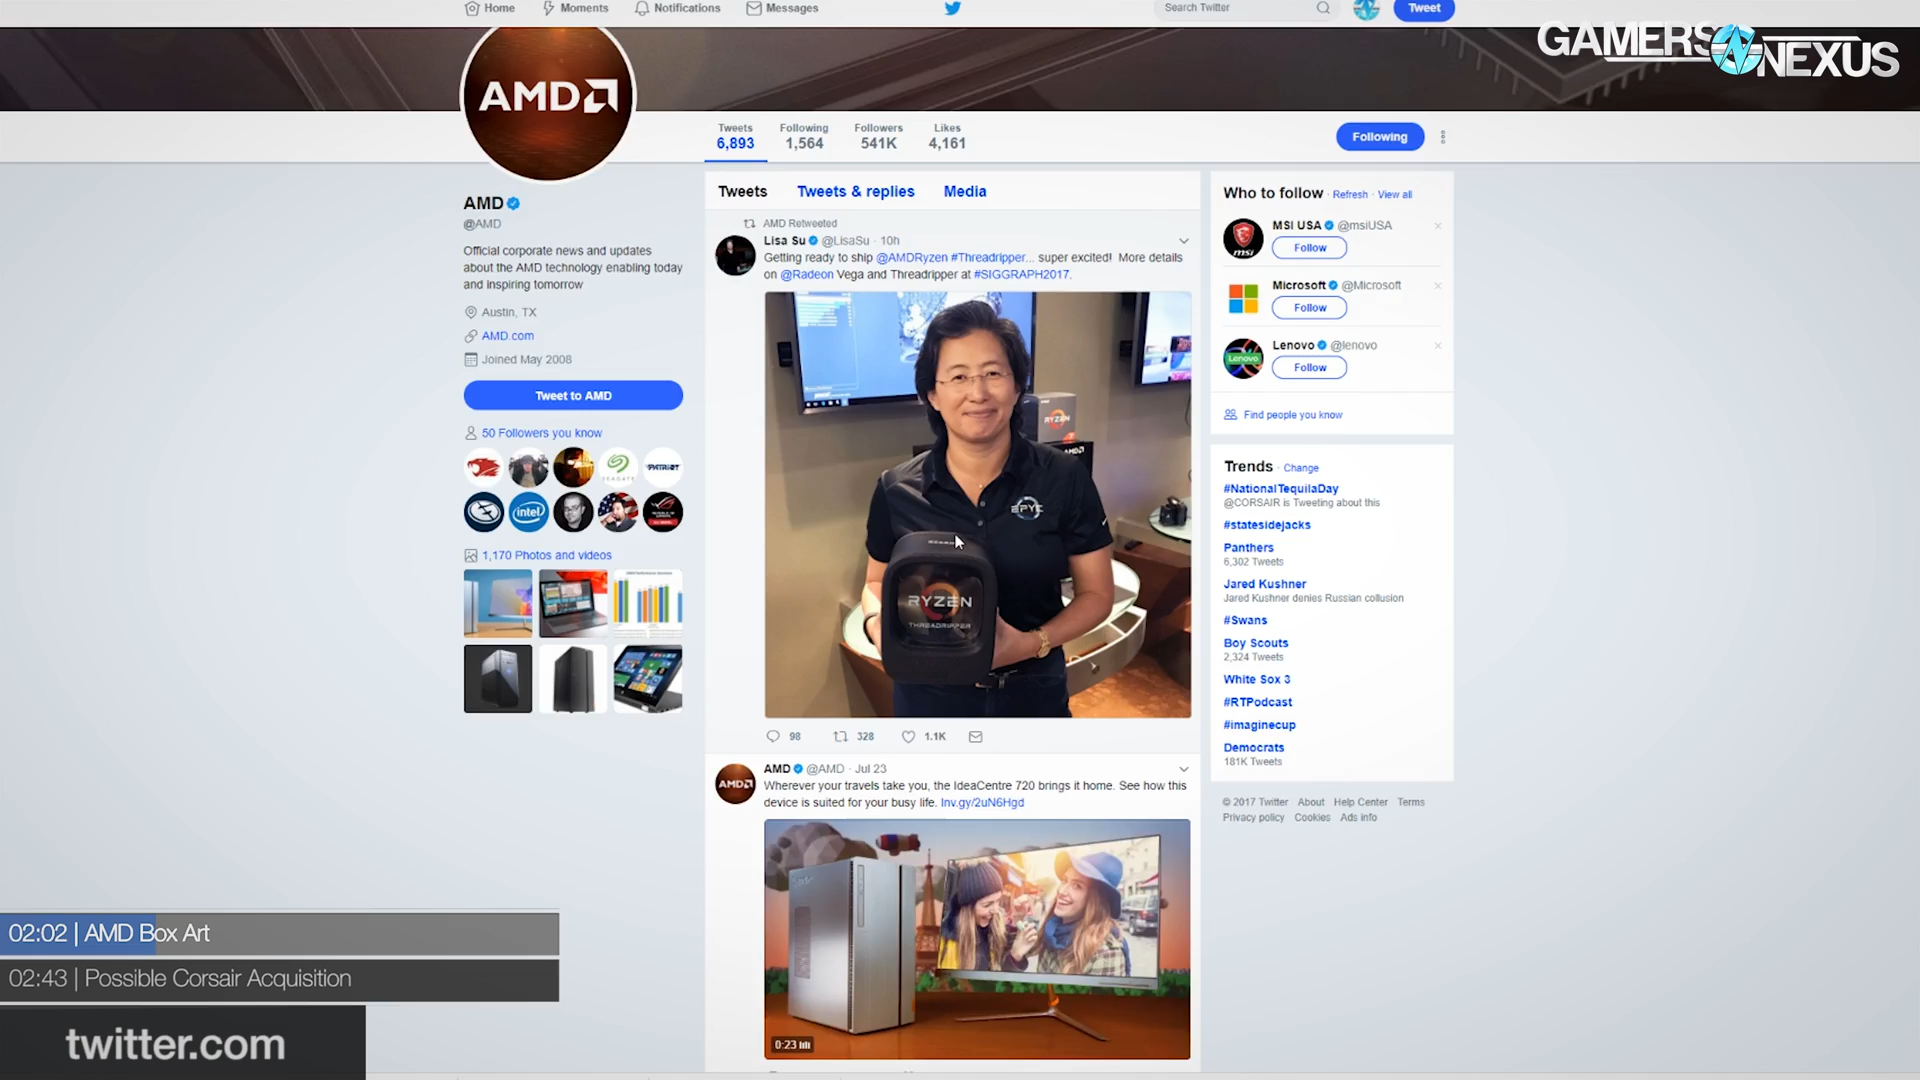 Home
Moments
Notifications
Messages
Search Twitter
Tweet
GAMERS NEXUS
AMD
Tweets
6,893
Following
1,564
Followers
541K
Likes
4,161
Following
AMD
@AMD
Official corporate news and updates
about the AMD technology enabling today
and inspiring tomorrow
Austin, TX
AMD.com
Joined May 2008
Tweet to AMD
50 Followers you know
SEAGATE
PATRIOT
intel
1,170 Photos and videos
Tweets
Tweets & replies
Media
AMD Retweeted
Lisa Su @LisaSu · 10h
Getting ready to ship @AMDRyzen #Threadripper... super excited! More details
on @Radeon Vega and Threadripper at #SIGGRAPH2017.
RYZEN
AMD
EPYC
RYZEN
THREADRIPPER
98
328
1.1K
AMD
AMD @AMD · Jul 23
Wherever your travels take you, the IdeaCentre 720 brings it home. See how this
device is suited for your busy life. lnv.gy/2uN6Hgd
0:23
Who to follow · Refresh · View all
msi
MSI USA @msiUSA
Follow
Microsoft @Microsoft
Follow
Lenovo
Lenovo @lenovo
Follow
Find people you know
Trends · Change
#NationalTequilaDay
@CORSAIR is Tweeting about this
#statesidejacks
Panthers
6,302 Tweets
Jared Kushner
Jared Kushner denies Russian collusion
#Swans
Boy Scouts
2,324 Tweets
White Sox 3
#RTPodcast
#imaginecup
Democrats
181K Tweets
© 2017 Twitter About Help Center Terms
Privacy policy Cookies Ads info
02:02 | AMD Box Art
02:43 | Possible Corsair Acquisition
twitter.com